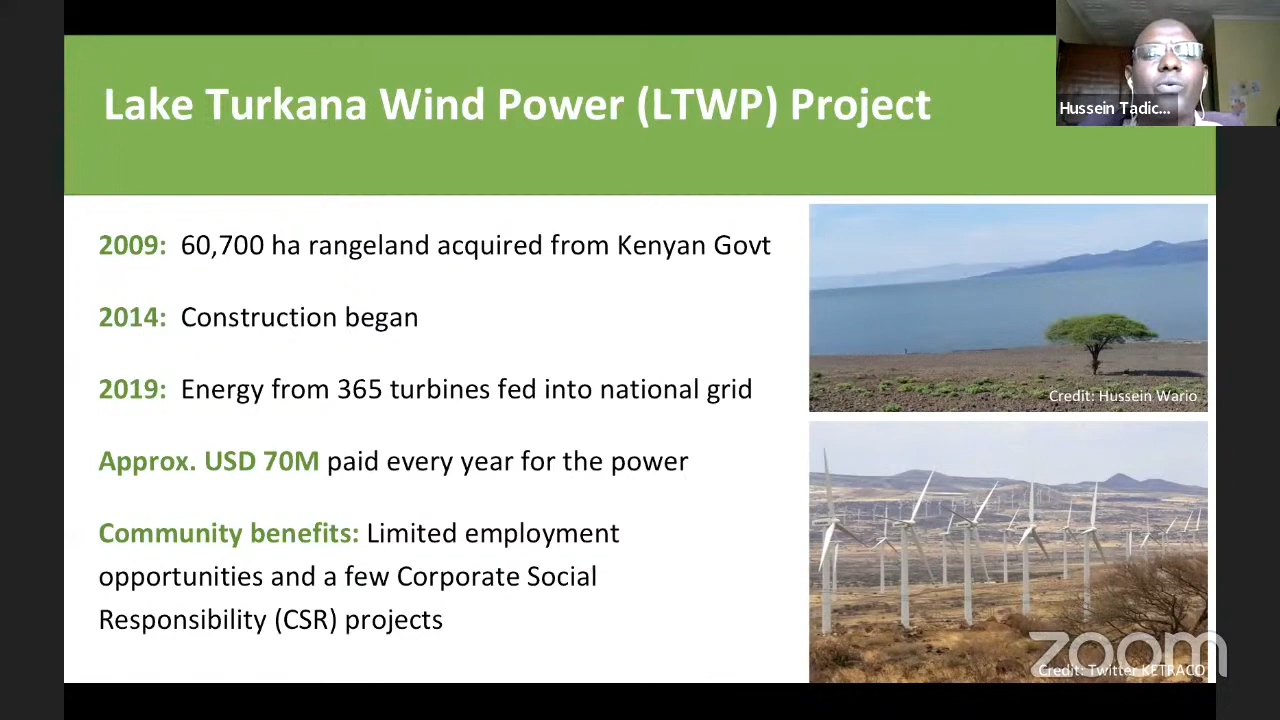 Lake Turkana Wind Power (LTWP) Project
Hussein Tadic...
2009: 60,700 ha rangeland acquired from Kenyan Govt
2014: Construction began
2019: Energy from 365 turbines fed into national grid
Approx. USD 70M paid every year for the power
Community benefits: Limited employment
opportunities and a few Corporate Social
Responsibility (CSR) projects
Credit: Hussein Wario
Credit: Twitter KETRACO
zoom